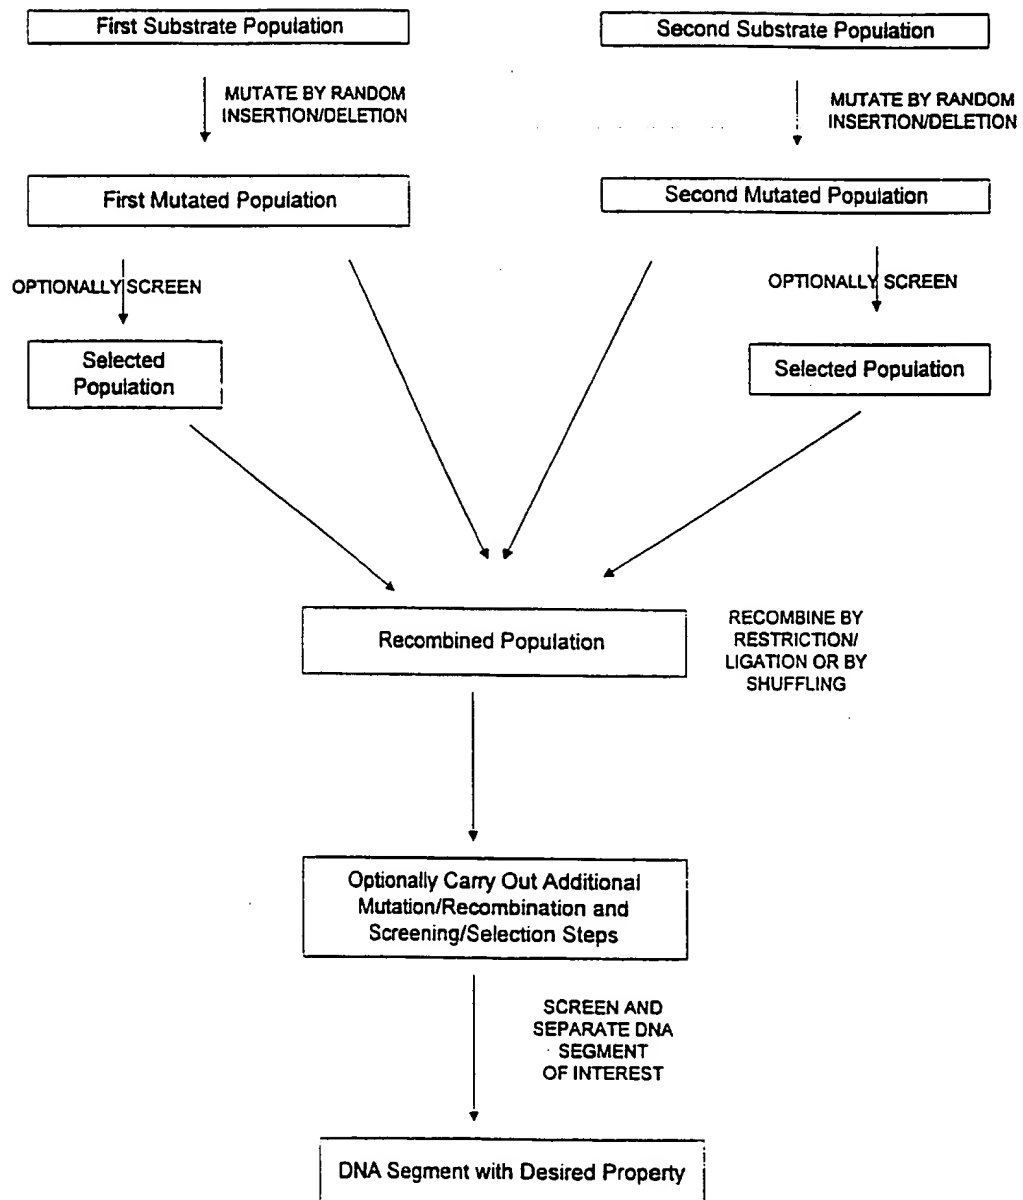 First Substrate Population
Second Substrate Population
MUTATE BY RANDOM
INSERTION/DELETION
MUTATE BY RANDOM
INSERTION/DELETION
First Mutated Population
Second Mutated Population
OPTIONALLY SCREEN
OPTIONALLY SCREEN
Selected
Population
Selected Population
Recombined Population
RECOMBINE BY
RESTRICTION/
LIGATION OR BY
SHUFFLING
Optionally Carry Out Additional
Mutation/Recombination and
Screening/Selection Steps
SCREEN AND
SEPARATE DNA
SEGMENT
OF INTEREST
DNA Segment with Desired Property